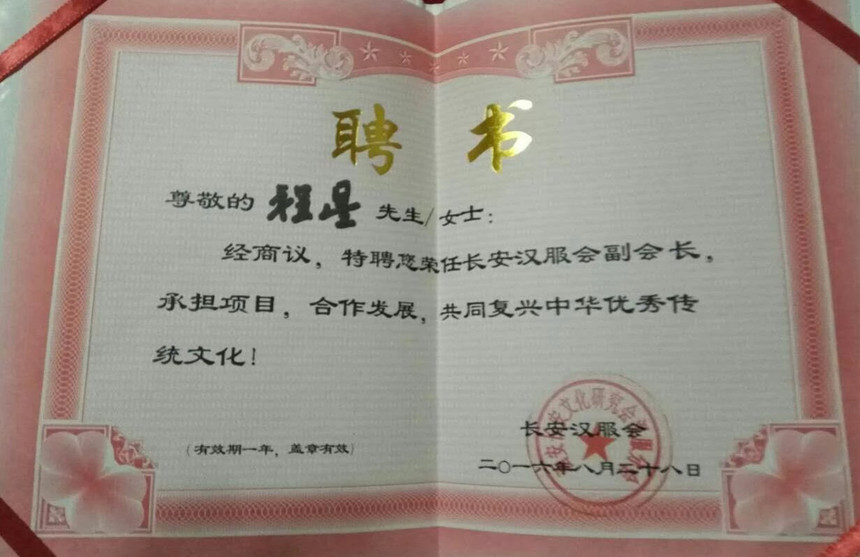 聘书
尊敬的 程星 先生/女士：
经商议，特聘您荣任长安汉服会副会长，
承担项目，合作发展，共同复兴中华优秀传
统文化！
（有效期一年，盖章有效）
长安汉服会
二〇一六年八月二十八日